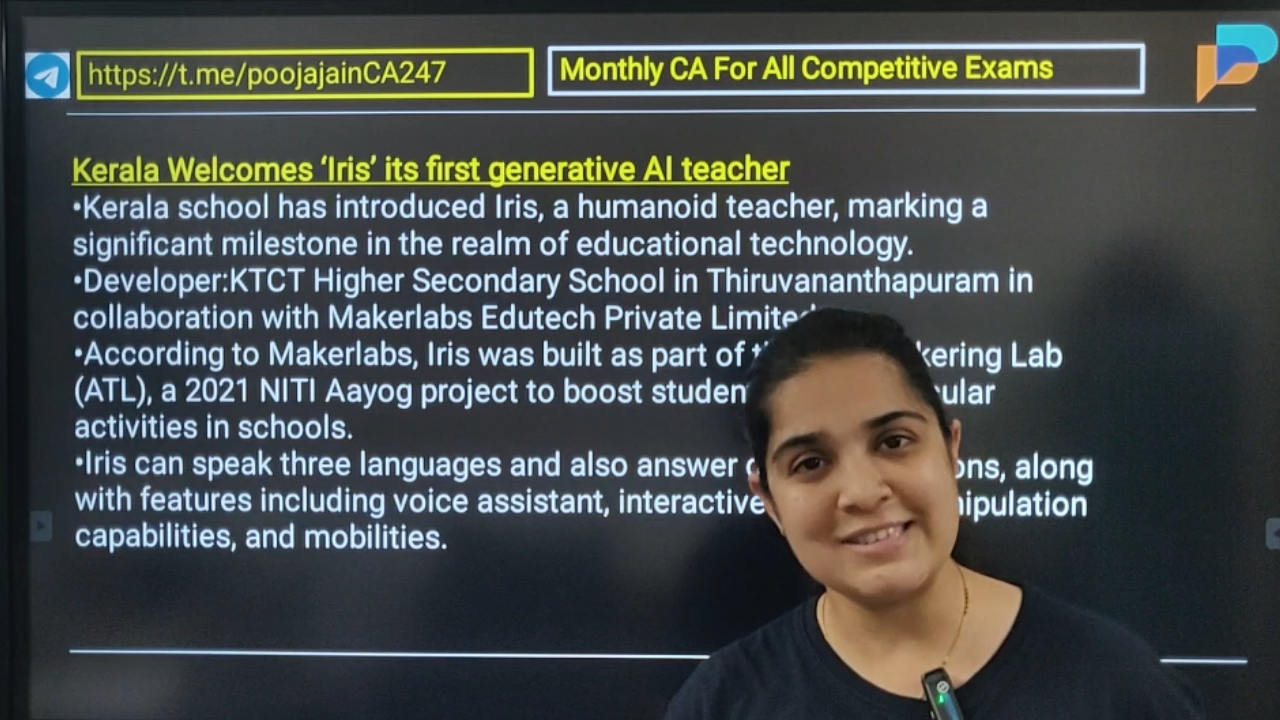 https://t.me/poojajainCA247
Monthly CA For All Competitive Exams
Kerala Welcomes ‘Iris’ its first generative AI teacher
•Kerala school has introduced Iris, a humanoid teacher, marking a
significant milestone in the realm of educational technology.
•Developer:KTCT Higher Secondary School in Thiruvananthapuram in
collaboration with Makerlabs Edutech Private Limited
•According to Makerlabs, Iris was built as part of Lab
(ATL), a 2021 NITI Aayog project to boost
activities in schools.
•Iris can speak three languages and also answer along
with features including voice assistant, interactive
capabilities, and mobilities.